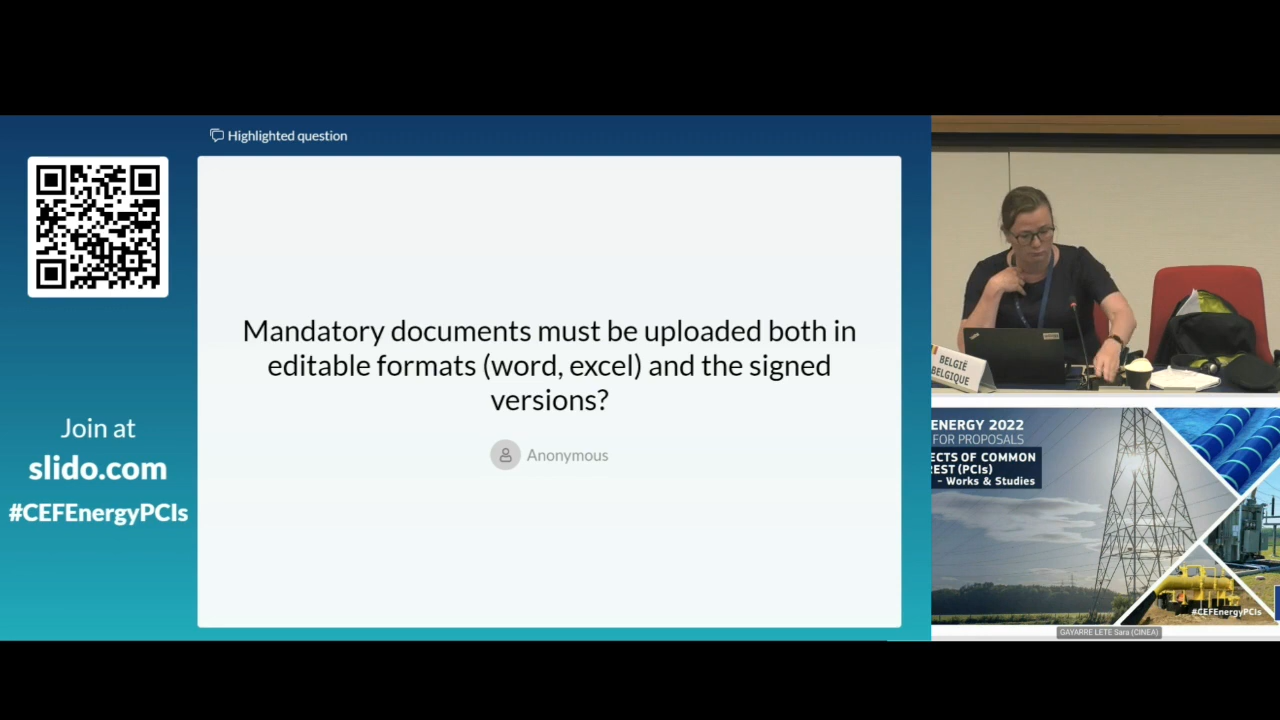 Highlighted question
Mandatory documents must be uploaded both in
editable formats (word, excel) and the signed
versions?
Anonymous
Join at
slido.com
#CEFEnergyPCIs
BELGIË
BELGIQUE
ENERGY 2022
FOR PROPOSALS
ECTS OF COMMON
REST (PCIs)
- Works & Studies
#CEFEnergyPCIs
GAYARRE LETE Sara (CINEA)